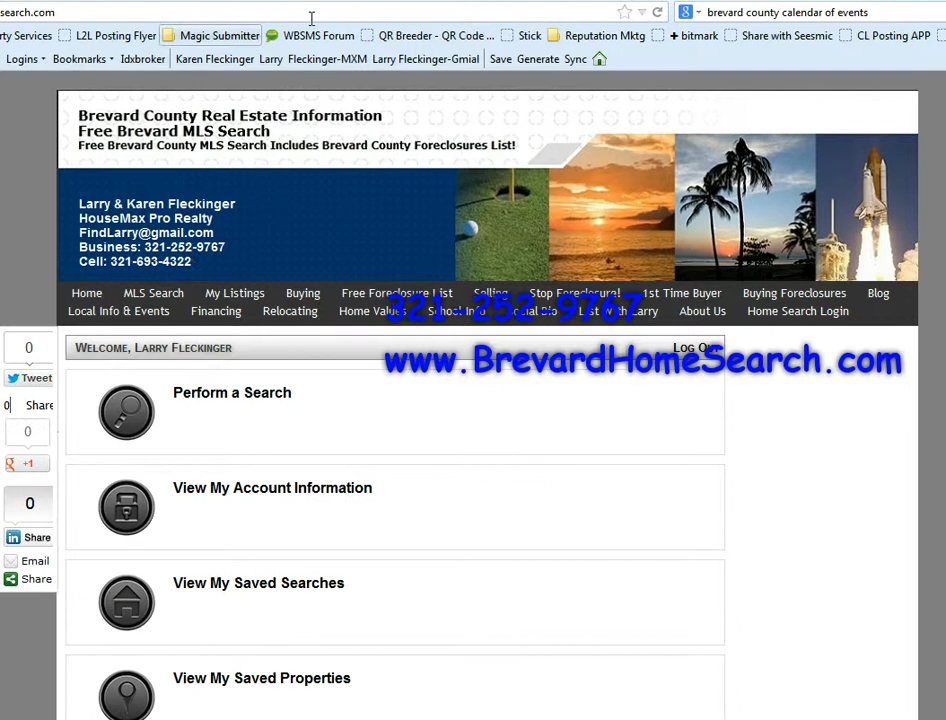 search.com
brevard county calendar of events
rty Services L2L Posting Flyer Magic Submitter WBSMS Forum QR Breeder - QR Code ... Stick Reputation Mktg + bitmark Share with Seesmic CL Posting APP
Logins Bookmarks Idxbroker Karen Fleckinger Larry Fleckinger-MXM Larry Fleckinger-Gmial Save Generate Sync
Brevard County Real Estate Information
Free Brevard MLS Search
Free Brevard County MLS Search Includes Brevard County Foreclosures List!
Larry & Karen Fleckinger
HouseMax Pro Realty
FindLarry@gmail.com
Business: 321-252-9767
Cell: 321-693-4322
Home MLS Search My Listings Buying Free Foreclosure List Selling Stop Foreclosure! 1st Time Buyer Buying Foreclosures Blog
321-252-9767
Local Info & Events Financing Relocating Home Values School Info List With Larry About Us Home Search Login
Welcome, Larry Fleckinger Log Out
www.BrevardHomeSearch.com
0
Tweet
0 Share
0
+1
0
in Share
Email
Share
Perform a Search
View My Account Information
View My Saved Searches
View My Saved Properties